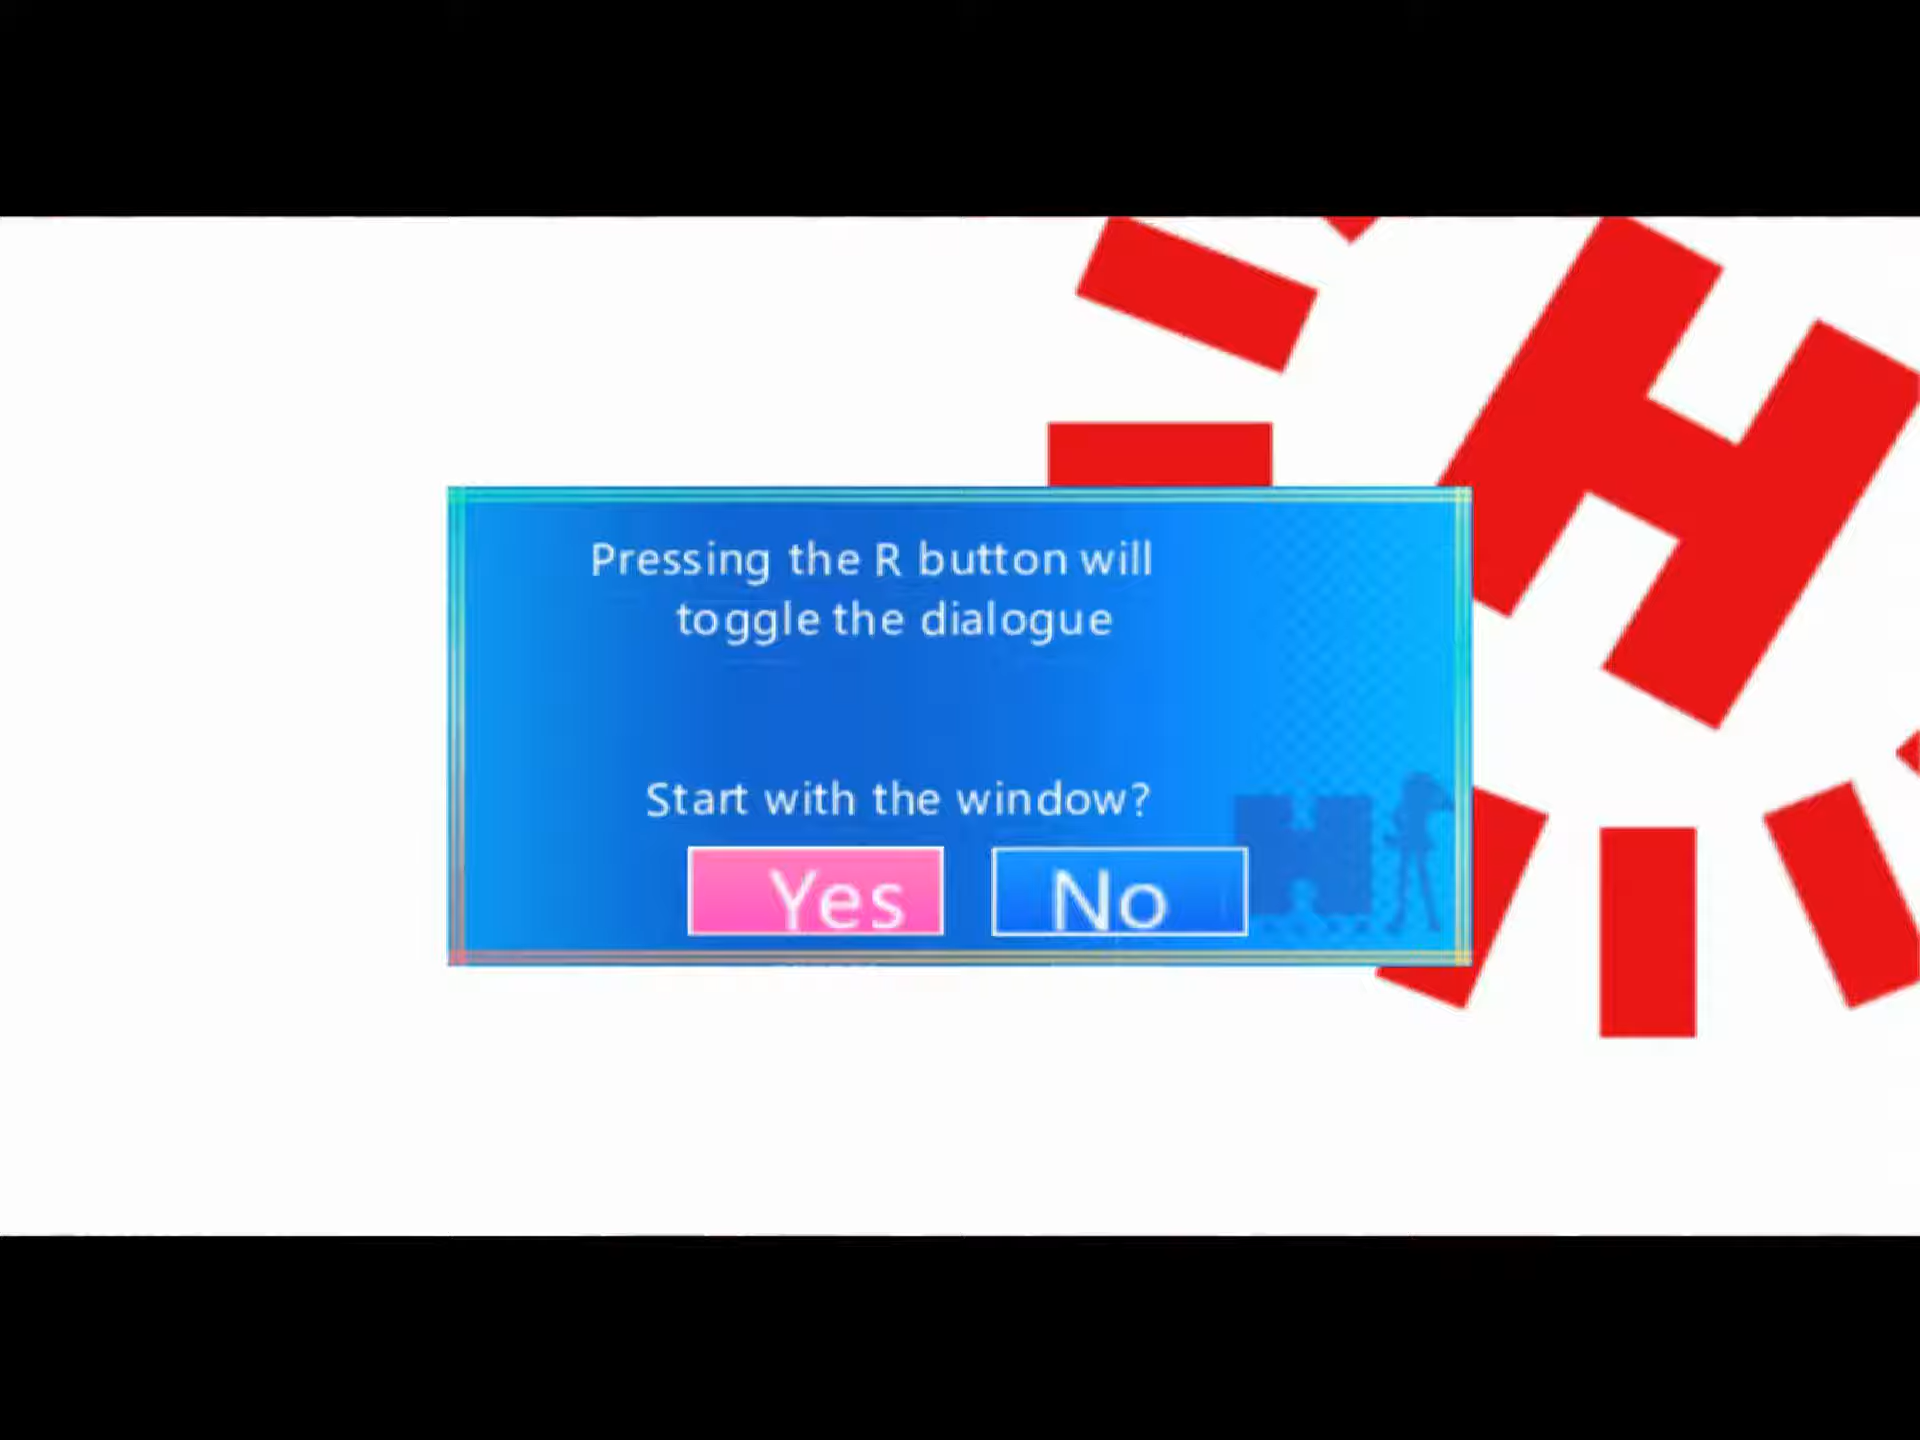 Pressing the R button will
toggle the dialogue
Start with the window?
Yes No
H